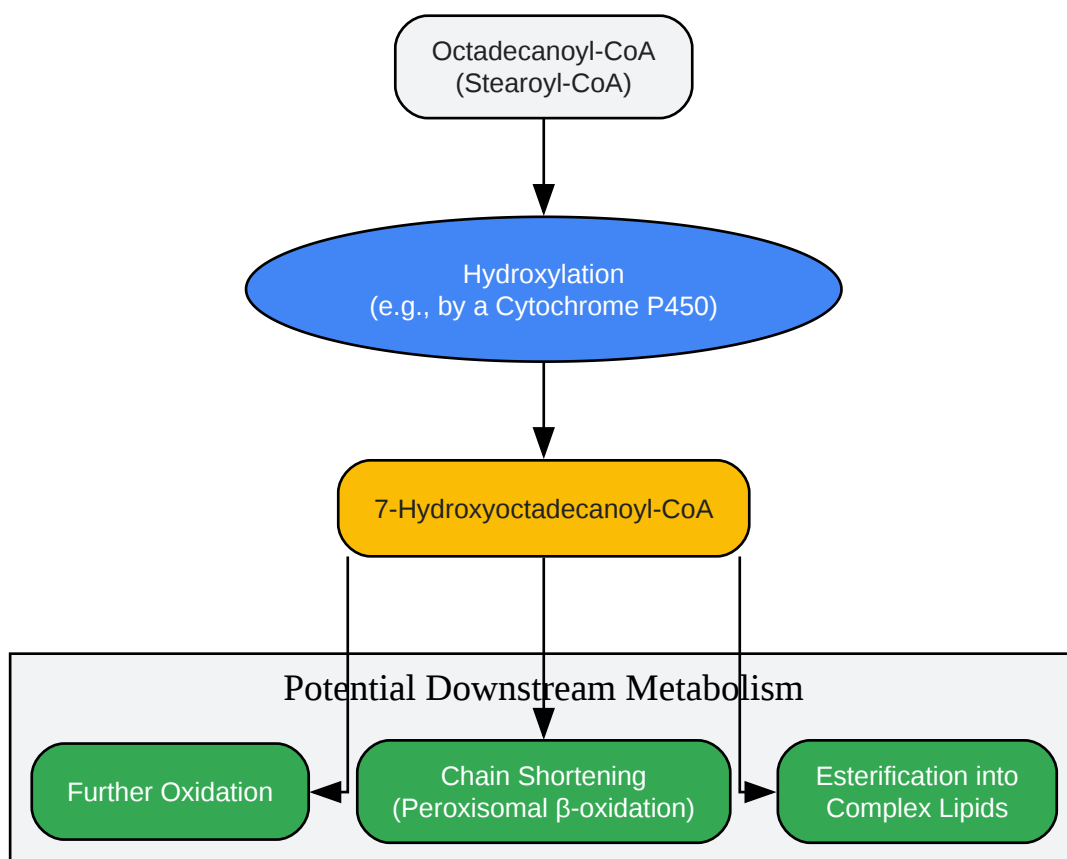 Octadecanoyl-CoA
(Stearoyl-CoA)
Hydroxylation
(e.g., by a Cytochrome P450)
7-Hydroxyoctadecanoyl-CoA
Potential Downstream Metabolism
Further Oxidation
Chain Shortening
(Peroxisomal β-oxidation)
Esterification into
Complex Lipids